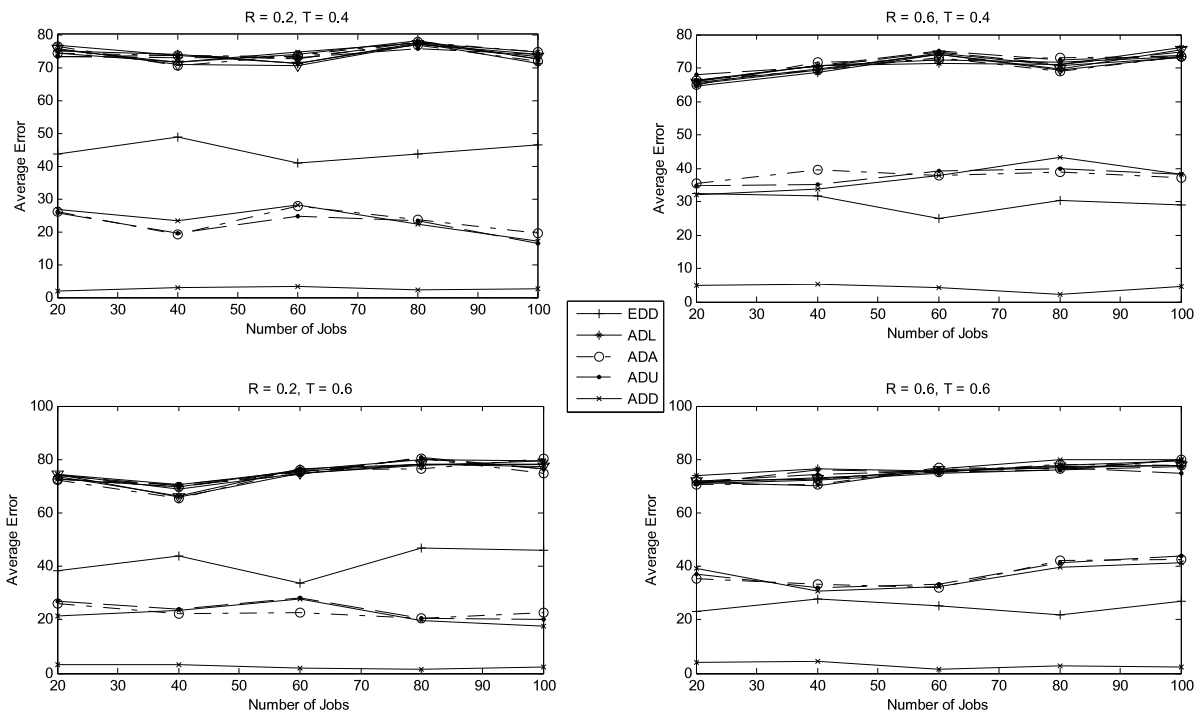 R = 0.2, T = 0.4
80
70
60
50
40
30
20
10
0
Average Error
20 30 40 50 60 70 80 90 100
Number of Jobs
R = 0.6, T = 0.4
80
70
60
50
40
30
20
10
0
Average Error
20 30 40 50 60 70 80 90 100
Number of Jobs
EDD
ADL
ADA
ADU
ADD
R = 0.2, T = 0.6
100
80
60
40
20
0
Average Error
20 30 40 50 60 70 80 90 100
Number of Jobs
R = 0.6, T = 0.6
100
80
60
40
20
0
Average Error
20 30 40 50 60 70 80 90 100
Number of Jobs